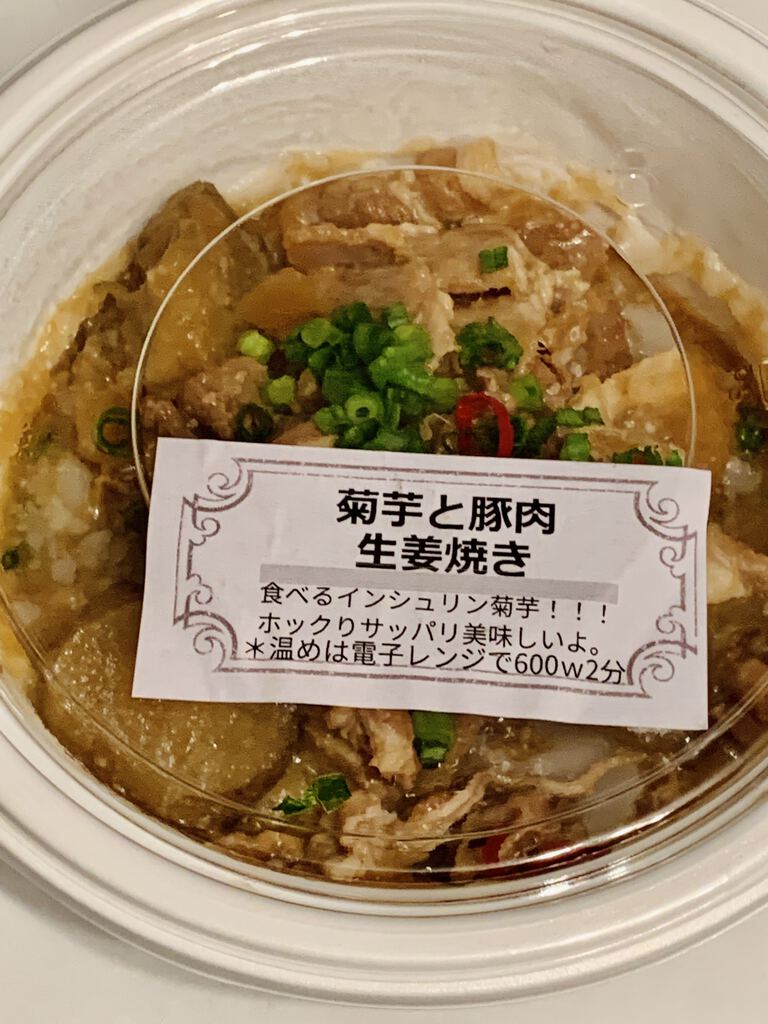 菊芋と豚肉
生姜焼き
食べるインシュリン菊芋！！！
ホックりサッパリ美味しいよ。
＊温めは電子レンジで600w2分